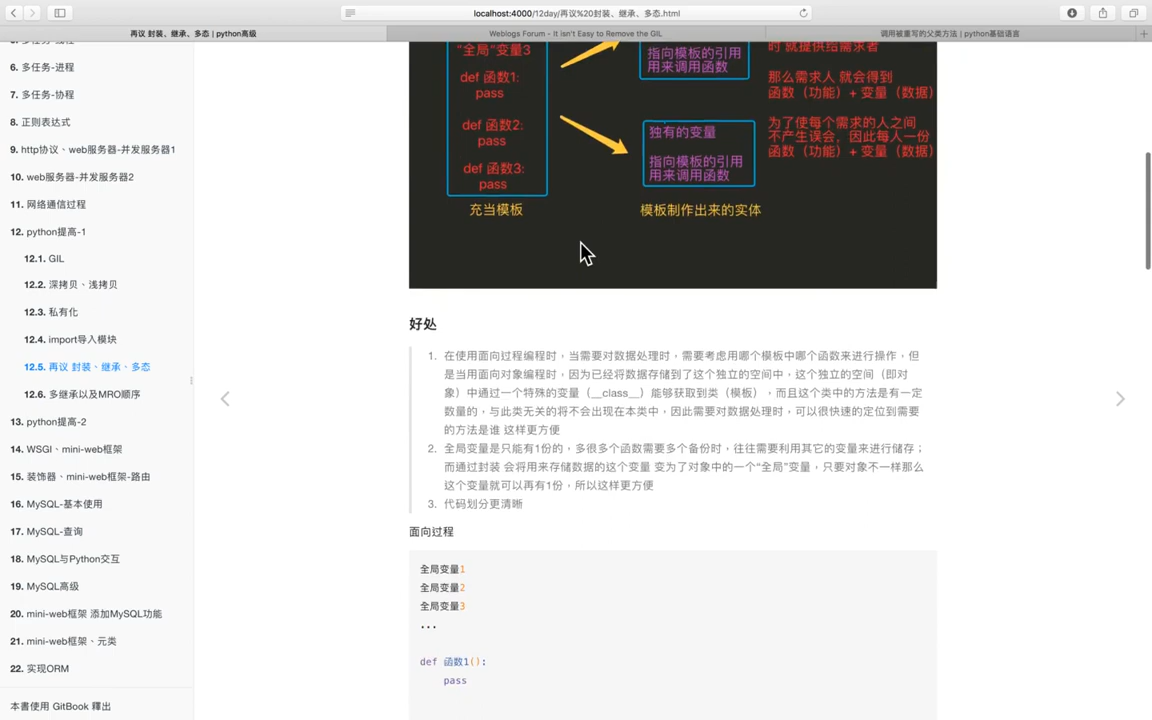 localhost:4000/12day/再议%20封装、继承、多态.html
再议 封装、继承、多态 | python高级
Weblogs Forum - It isn't Easy to Remove the GIL
调用被重写的父类方法 | python基础语言
6. 多任务-进程
7. 多任务-协程
8. 正则表达式
9. http协议、web服务器-并发服务器1
10. web服务器-并发服务器2
11. 网络通信过程
12. python提高-1
12.1. GIL
12.2. 深拷贝、浅拷贝
12.3. 私有化
12.4. import导入模块
12.5. 再议 封装、继承、多态
12.6. 多继承以及MRO顺序
13. python提高-2
14. WSGI、mini-web框架
15. 装饰器、mini-web框架-路由
16. MySQL-基本使用
17. MySQL-查询
18. MySQL与Python交互
19. MySQL高级
20. mini-web框架 添加MySQL功能
21. mini-web框架、元类
22. 实现ORM
本書使用 GitBook 釋出
“全局”变量3
def 函数1:
pass
def 函数2:
pass
def 函数3:
pass
充当模板
指向模板的引用
用来调用函数
独有的变量
指向模板的引用
用来调用函数
模板制作出来的实体
时 就提供给需求者
那么需求人 就会得到
函数（功能）+ 变量（数据）
为了使每个需求的人之间
不产生误会，因此每人一份
函数（功能）+ 变量（数据）
好处
1. 在使用面向过程编程时，当需要对数据处理时，需要考虑用哪个模板中哪个函数来进行操作，但
是当用面向对象编程时，因为已经将数据存储到了这个独立的空间中，这个独立的空间（即对
象）中通过一个特殊的变量（__class__）能够获取到类（模板），而且这个类中的方法是有一定
数量的，与此类无关的将不会出现在本类中，因此需要对数据处理时，可以很快速的定位到需要
的方法是谁 这样更方便
2. 全局变量是只能有1份的，多很多个函数需要多个备份时，往往需要利用其它的变量来进行储存；
而通过封装 会将用来存储数据的这个变量 变为了对象中的一个“全局”变量，只要对象不一样那么
这个变量就可以再有1份，所以这样更方便
3. 代码划分更清晰
面向过程
全局变量1
全局变量2
全局变量3
...
def 函数1():
pass